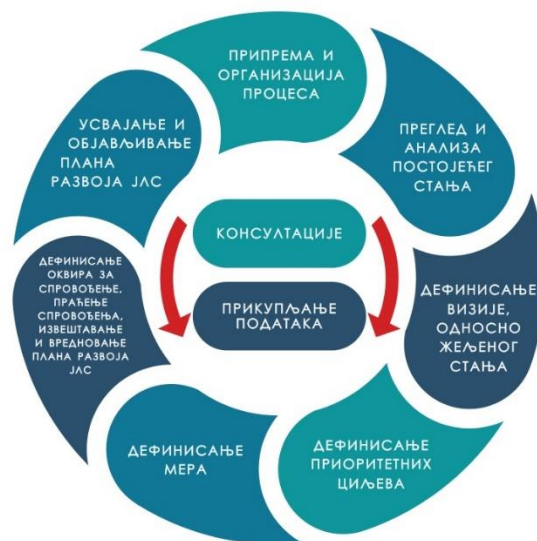 ПРИПРЕМА И
ОРГАНИЗАЦИЈА
ПРОЦЕСА
ПРЕГЛЕД И
АНАЛИЗА
ПОСТОЈЕЋЕГ
СТАЊА
ДЕФИНИСАЊЕ
ВИЗИЈЕ,
ОДНОСНО
ЖЕЉЕНОГ
СТАЊА
ДЕФИНИСАЊЕ
ПРИОРИТЕТНИХ
ЦИЉЕВА
ДЕФИНИСАЊЕ
МЕРА
ДЕФИНИСАЊЕ
ОКВИРА ЗА
СПРОВОЂЕЊЕ,
ПРАЋЕЊЕ
СПРОВОЂЕЊА,
ИЗВЕШТАВАЊЕ
И ВРЕДНОВАЊЕ
ПЛАНА РАЗВОЈА
ЈЛС
УСВАЈАЊЕ И
ОБЈАВЉИВАЊЕ
ПЛАНА
РАЗВОЈА ЈЛС
КОНСУЛТАЦИЈЕ
ПРИКУПЉАЊЕ
ПОДАТАКА